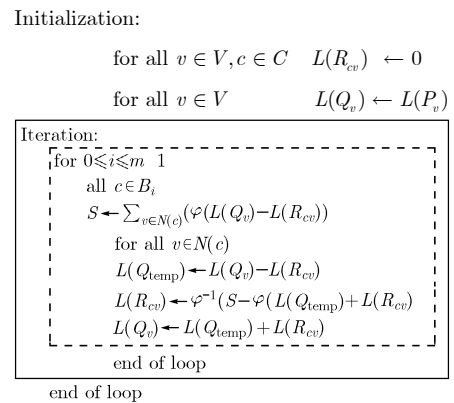 Initialization:
for all v ∈ V, c ∈ C L(R_cv) ← 0
for all v ∈ V L(Q_v) ← L(P_v)
Iteration:
for 0⩽i⩽m 1
all c∈B_i
S←∑_{v∈N(c)}(φ(L(Q_v)−L(R_cv))
for all v∈N(c)
L(Q_temp)←L(Q_v)−L(R_cv)
L(R_cv)←φ⁻¹(S−φ(L(Q_temp)+L(R_cv)
L(Q_v)←L(Q_temp)+L(R_cv)
end of loop
end of loop